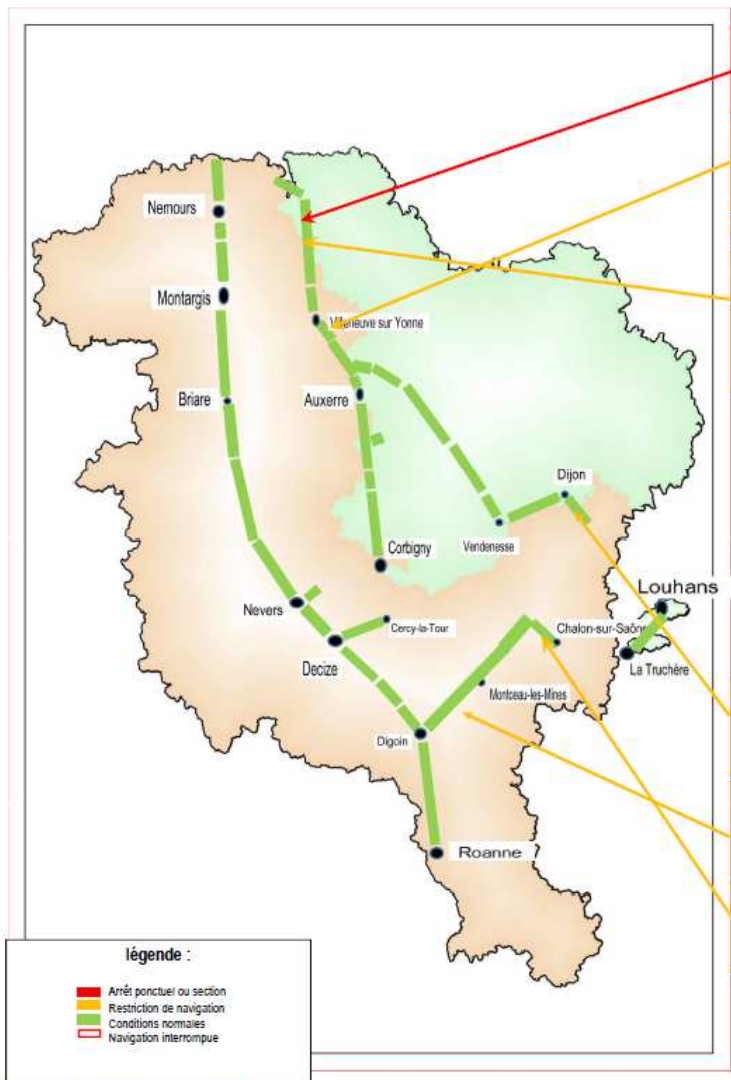 Nemours
Montargis
Villeneuve sur Yonne
Briare
Auxerre
Dijon
Vendenesse
Corbigny
Louhans
Nevers
Cercy-la-Tour
Chalon-sur-Saône
Decize
La Truchère
Montceau-les-Mines
Digoin
Roanne
légende :
Arrêt ponctuel ou section
Restriction de navigation
Conditions normales
Navigation interrompue